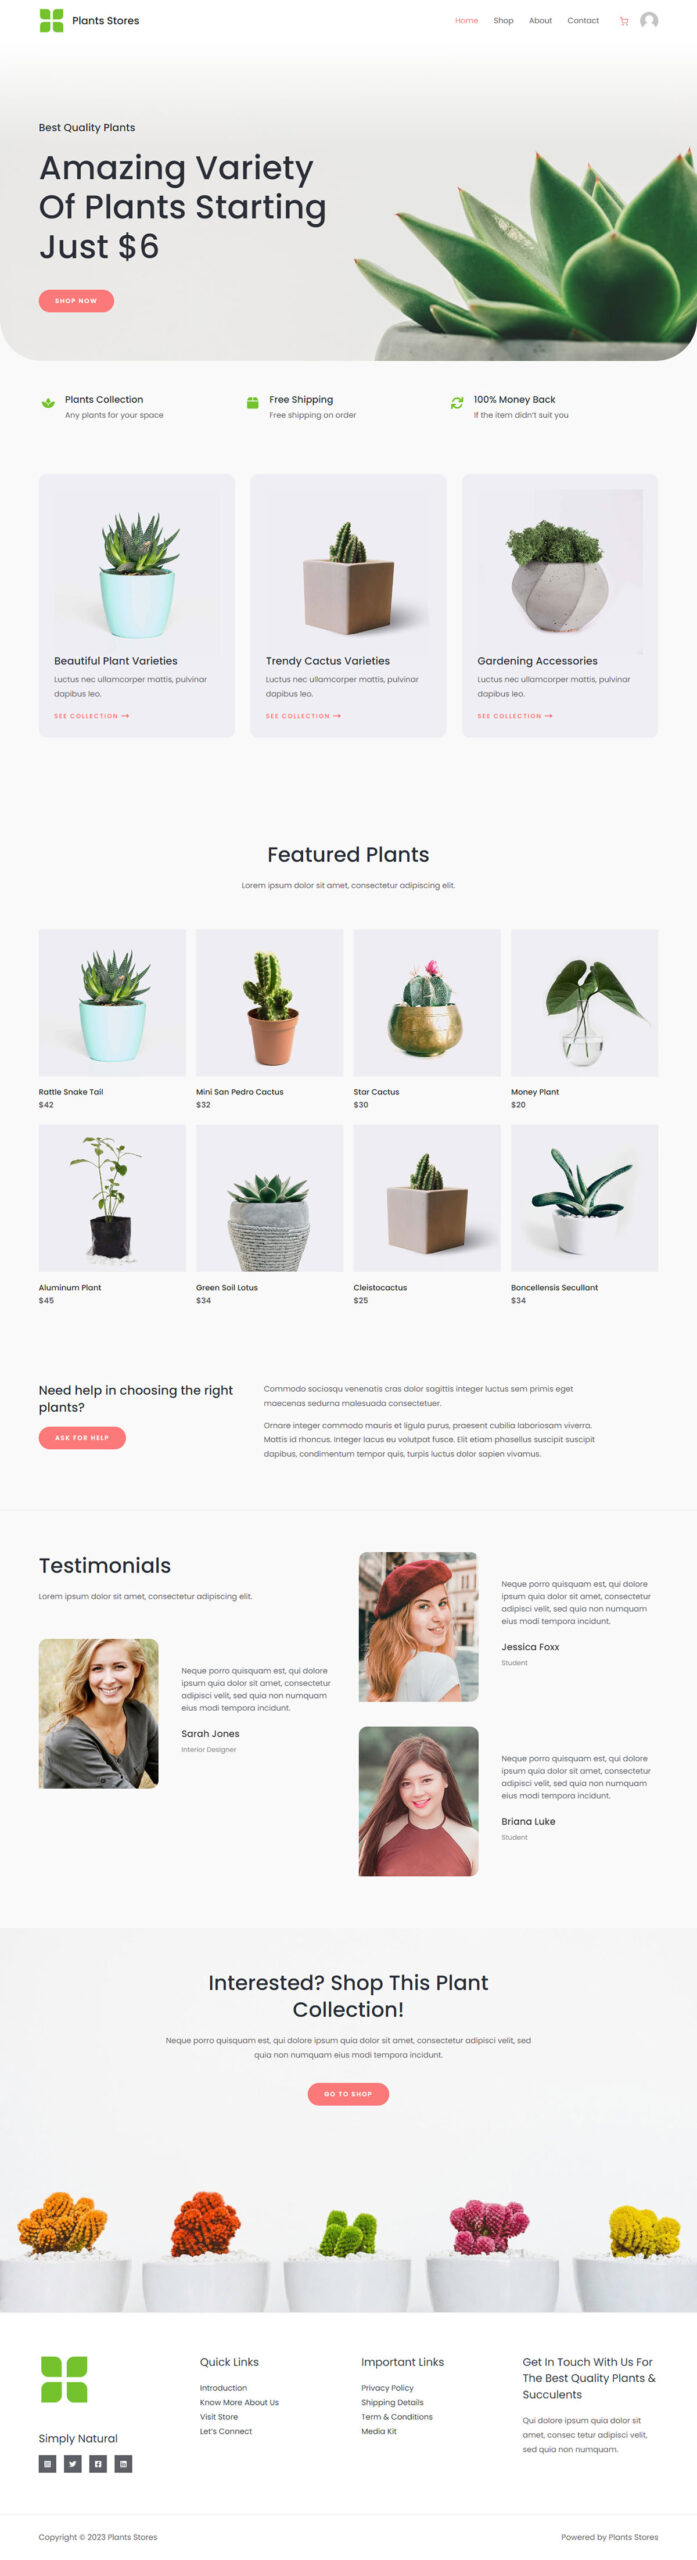 Plants Stores
Home
Shop
About
Contact
Best Quality Plants
Amazing Variety
Of Plants Starting
Just $6
SHOP NOW
Plants Collection
Any plants for your space
Free Shipping
Free shipping on order
100% Money Back
If the item didn't suit you
Beautiful Plant Varieties
Luctus nec ullamcorper mattis, pulvinar
dapibus leo.
SEE COLLECTION
Trendy Cactus Varieties
Luctus nec ullamcorper mattis, pulvinar
dapibus leo.
SEE COLLECTION
Gardening Accessories
Luctus nec ullamcorper mattis, pulvinar
dapibus leo.
SEE COLLECTION
Featured Plants
Lorem ipsum dolor sit amet, consectetur adipiscing elit.
Rattle Snake Tail
$42
Mini San Pedro Cactus
$32
Star Cactus
$30
Money Plant
$20
Aluminum Plant
$45
Green Soil Lotus
$34
Cleistocactus
$25
Boncellensis Secullant
$34
Need help in choosing the right
plants?
ASK FOR HELP
Commodo sociosqu venenatis cras dolor sagittis integer luctus sem primis eget
maecenas sedurna malesuada consectetuer.
Ornare integer commodo mauris et ligula purus, praesent cubilia laboriosam viverra.
Mattis id rhoncus. Integer lacus eu volutpat fusce. Elit etiam phasellus suscipit suscipit
dapibus, condimentum tempor quis, turpis luctus dolor sapien vivamus.
Testimonials
Lorem ipsum dolor sit amet, consectetur adipiscing elit.
Neque porro quisquam est, qui dolore
ipsum quia dolor sit amet, consectetur
adipisci velit, sed quia non numquam
eius modi tempora incidunt.
Sarah Jones
Interior Designer
Neque porro quisquam est, qui dolore
ipsum quia dolor sit amet, consectetur
adipisci velit, sed quia non numquam
eius modi tempora incidunt.
Jessica Foxx
Student
Neque porro quisquam est, qui dolore
ipsum quia dolor sit amet, consectetur
adipisci velit, sed quia non numquam
eius modi tempora incidunt.
Briana Luke
Student
Interested? Shop This Plant
Collection!
Neque porro quisquam est, qui dolore ipsum quia dolor sit amet, consectetur adipisci velit, sed
quia non numquam eius modi tempora incidunt.
GO TO SHOP
Simply Natural
Quick Links
Introduction
Know More About Us
Visit Store
Let's Connect
Important Links
Privacy Policy
Shipping Details
Term & Conditions
Media Kit
Get In Touch With Us For
The Best Quality Plants &
Succulents
Qui dolore ipsum quia dolor sit
amet, consec tetur adipisci velit,
sed quia non numquam.
Copyright © 2023 Plants Stores
Powered by Plants Stores